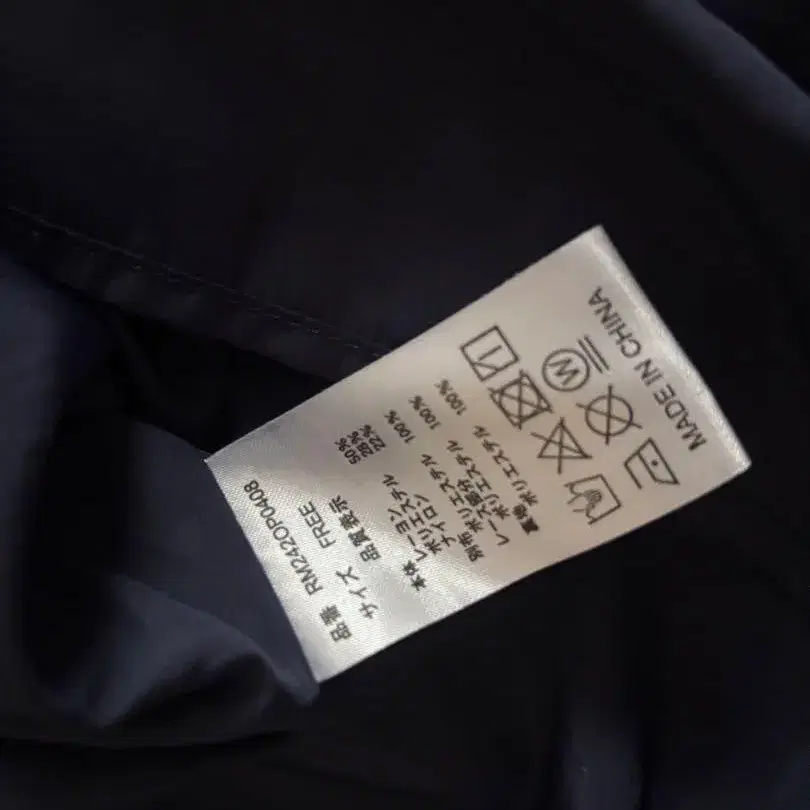 品番 RM242OP0408
サイズ FREE
品質表示
本体 レーヨン 50%
ポリエステル 28%
ナイロン 22%
別布 ポリエステル 100%
レース部分
ポリエステル 100%
裏地 ポリエステル 100%
W
MADE IN CHINA